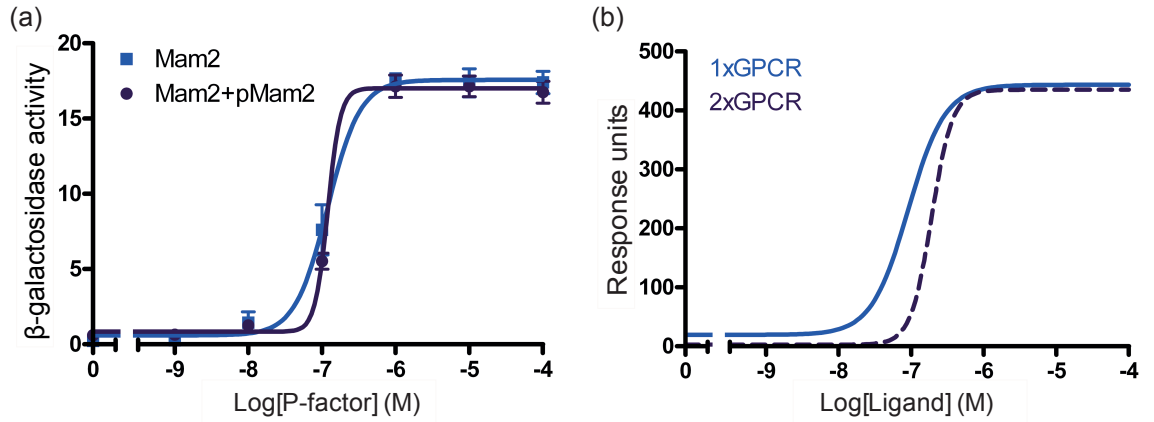 (a)
20
15
10
5
0
β-galactosidase activity
Mam2
Mam2+pMam2
0 -9 -8 -7 -6 -5 -4
Log[P-factor] (M)
(b)
500
400
300
200
100
0
Response units
1xGPCR
2xGPCR
0 -9 -8 -7 -6 -5 -4
Log[Ligand] (M)